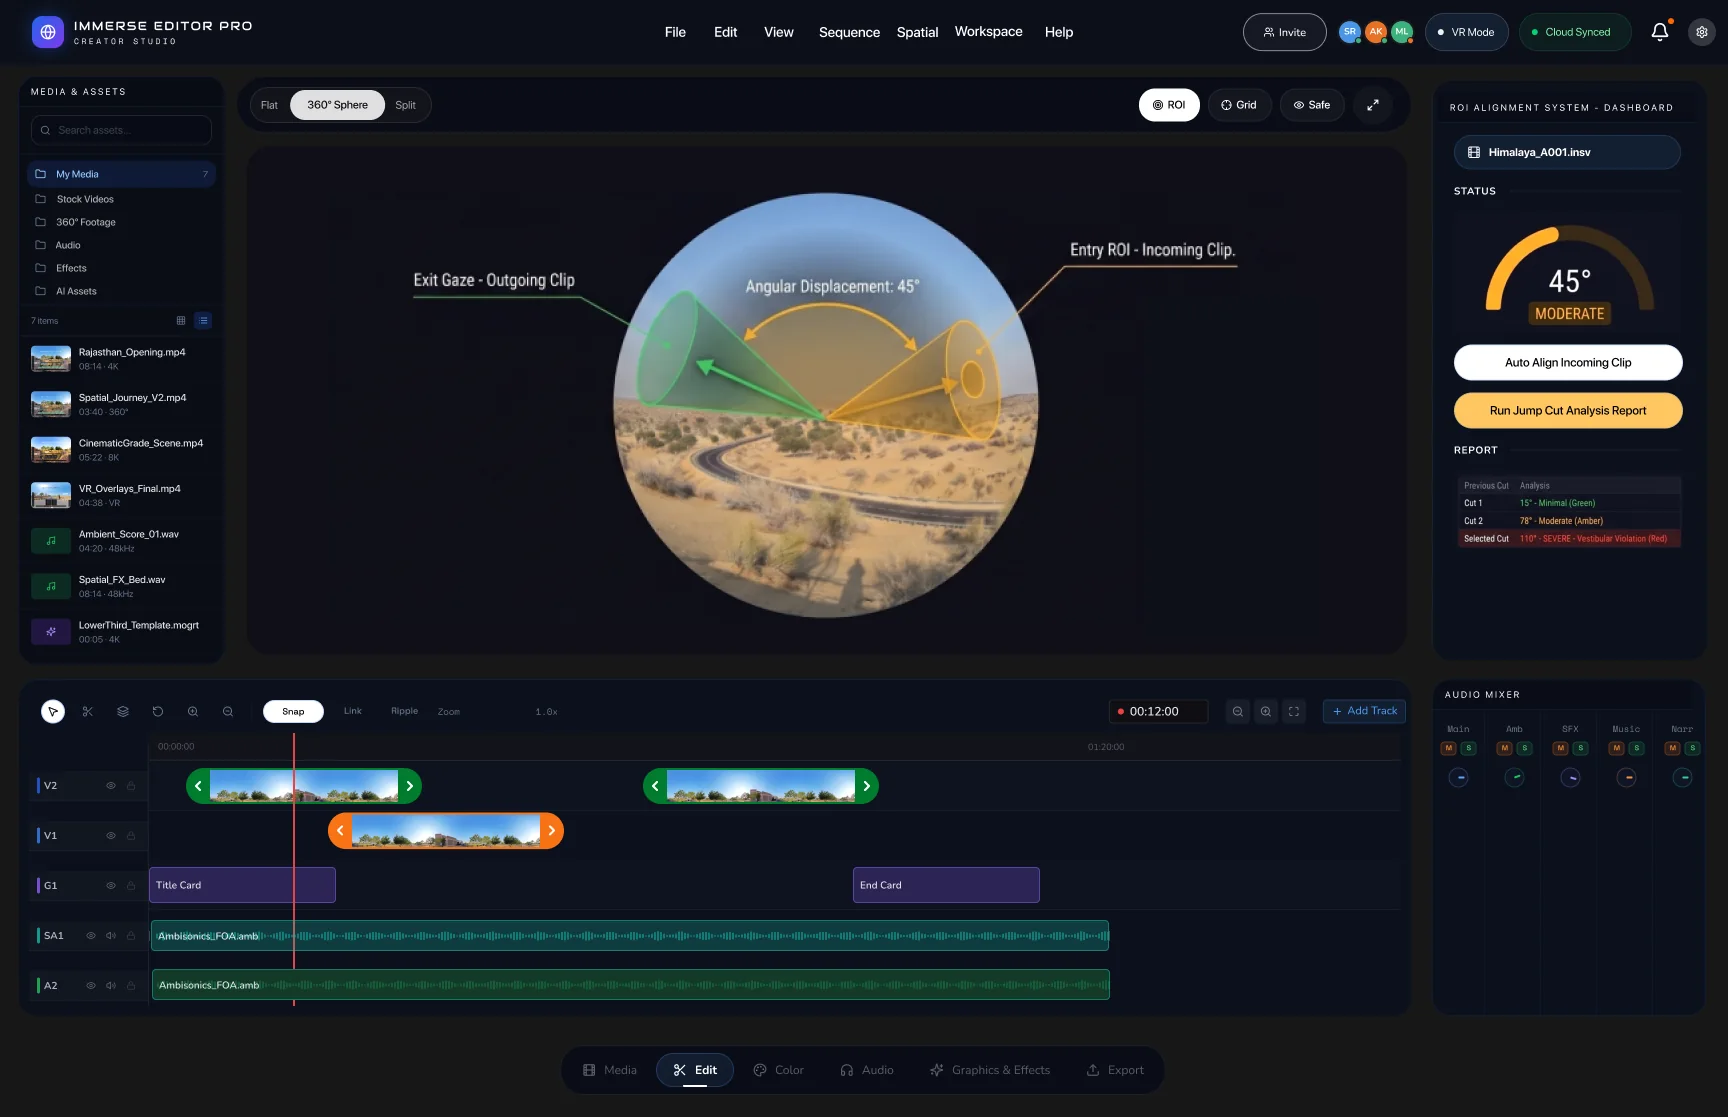 IMMERSE EDITOR PRO
CREATOR STUDIO
File Edit View Sequence Spatial Workspace Help
Invite
SR AK ML
VR Mode
Cloud Synced
MEDIA & ASSETS
Search assets...
My Media 7
Stock Videos
360° Footage
Audio
Effects
AI Assets
7 items
Rajasthan_Opening.mp4
08:14 · 4K
Spatial_Journey_V2.mp4
03:40 · 360°
CinematicGrade_Scene.mp4
05:22 · 8K
VR_Overlays_Final.mp4
04:38 · VR
Ambient_Score_01.wav
04:20 · 48kHz
Spatial_FX_Bed.wav
08:14 · 48kHz
LowerThird_Template.mogrt
00:05 · 4K
Flat 360° Sphere Split
ROI Grid Safe
Exit Gaze - Outgoing Clip
Angular Displacement: 45°
Entry ROI - Incoming Clip.
ROI ALIGNMENT SYSTEM - DASHBOARD
Himalaya_A001.insv
STATUS
45°
MODERATE
Auto Align Incoming Clip
Run Jump Cut Analysis Report
REPORT
Previous Cut Analysis
Cut 1 15° - Minimal (Green)
Cut 2 78° - Moderate (Amber)
Selected Cut 110° - SEVERE - Vestibular Violation (Red)
Snap Link Ripple Zoom 1.0x
00:12:00
+ Add Track
00:00:00 01:20:00
V2
V1
G1 Title Card End Card
SA1 Ambisonics_FOA.amb
A2 Ambisonics_FOA.amb
AUDIO MIXER
Main Amb SFX Music Narr
M S M S M S M S M S
Media Edit Color Audio Graphics & Effects Export